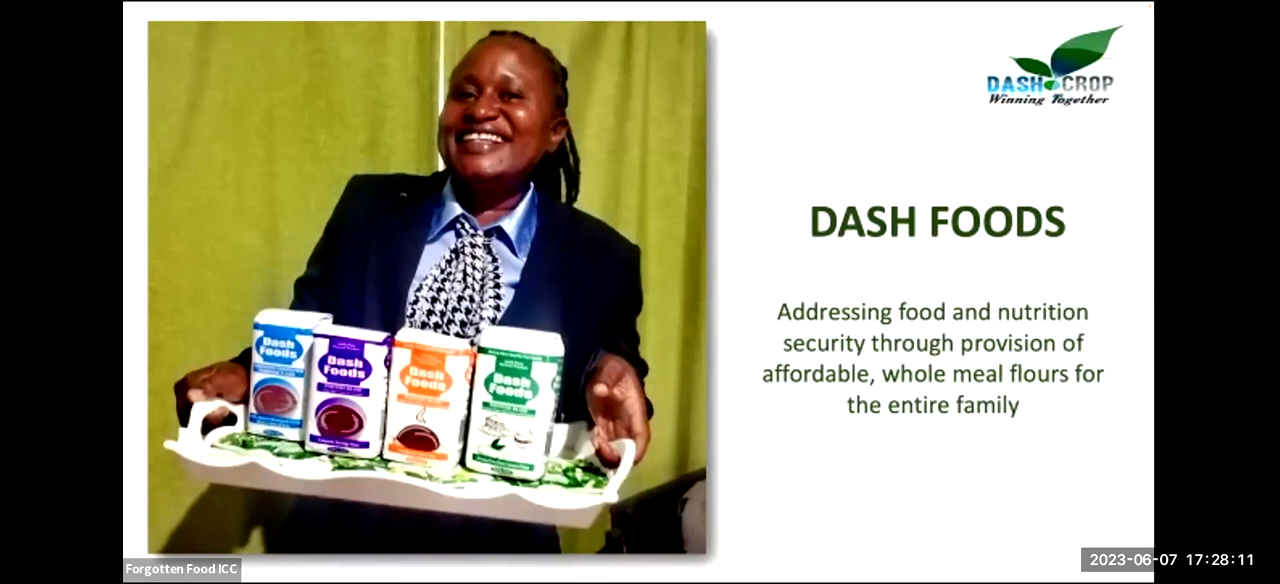 DASH CROP
Winning Together
DASH FOODS
Addressing food and nutrition
security through provision of
affordable, whole meal flours for
the entire family
Dash
Foods
Dash
Foods
Dash
Foods
Dash
Foods
Forgotten Food ICC
2023-06-07 17:28:11